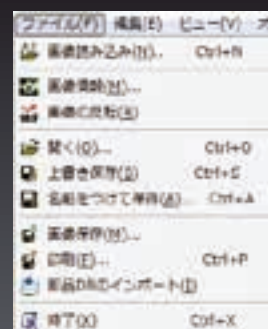 ファイル(F) 編集(E) ビュー(V)
画像読み込み(N)... Ctrl+N
画像情報(M)...
画像の反転(R)
開く(O)... Ctrl+O
上書き保存(S) Ctrl+S
名前をつけて保存(A)... Ctrl+A
画像保存(M)...
印刷(E)... Ctrl+P
部品DBのインポート(I)
終了(X) Ctrl+X